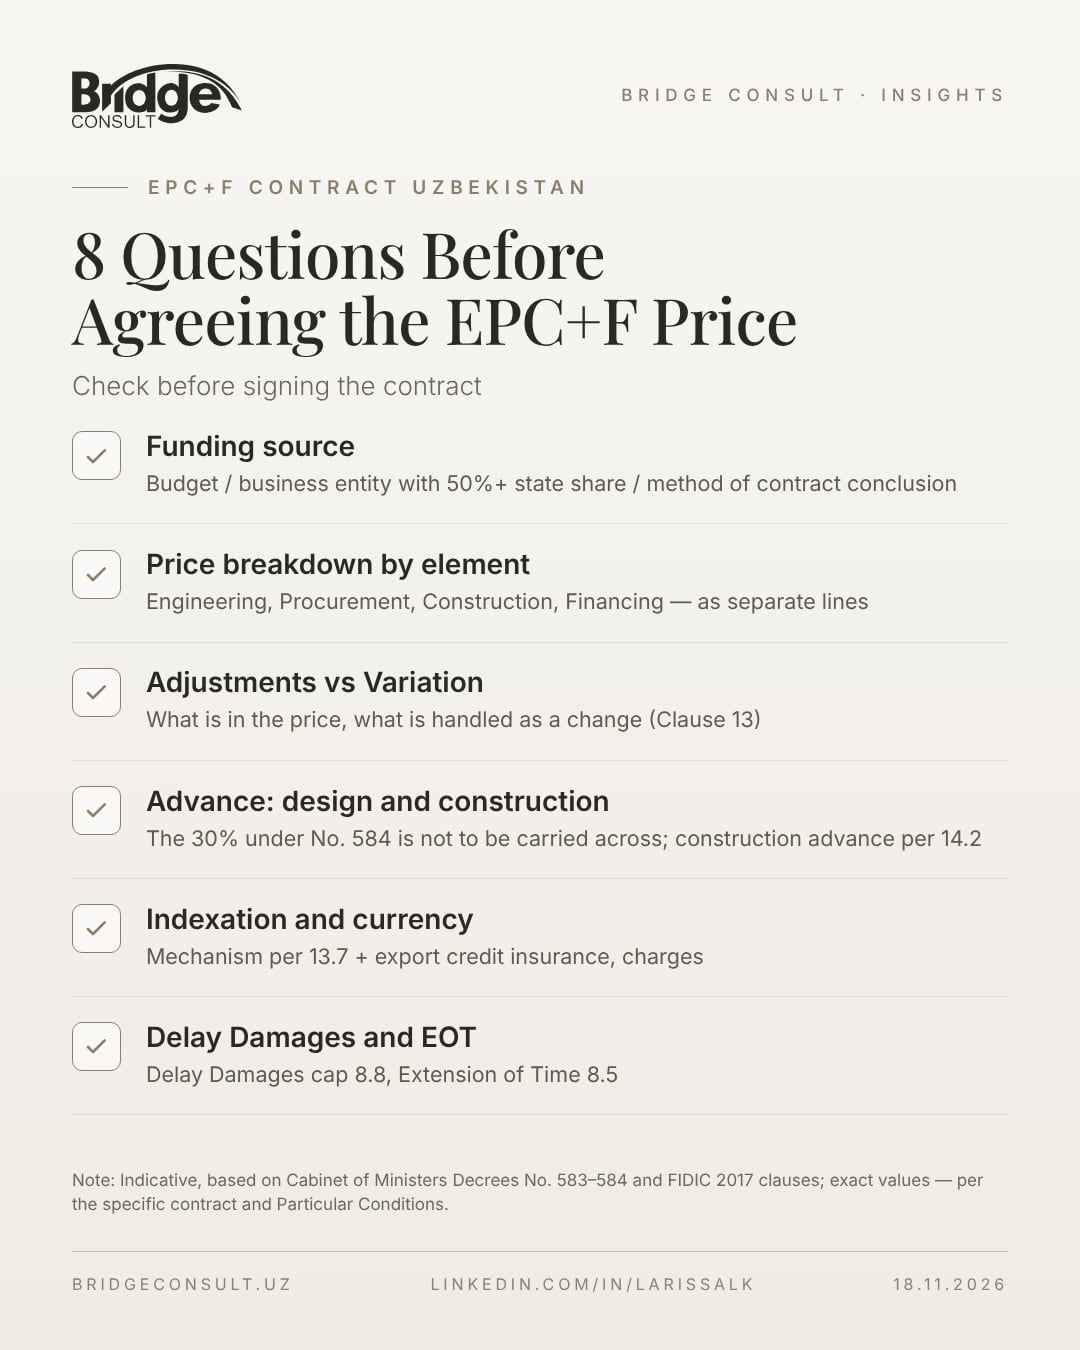 Bridge
CONSULT
BRIDGE CONSULT · INSIGHTS
EPC+F CONTRACT UZBEKISTAN
8 Questions Before
Agreeing the EPC+F Price
Check before signing the contract
Funding source
Budget / business entity with 50%+ state share / method of contract conclusion
Price breakdown by element
Engineering, Procurement, Construction, Financing — as separate lines
Adjustments vs Variation
What is in the price, what is handled as a change (Clause 13)
Advance: design and construction
The 30% under No. 584 is not to be carried across; construction advance per 14.2
Indexation and currency
Mechanism per 13.7 + export credit insurance, charges
Delay Damages and EOT
Delay Damages cap 8.8, Extension of Time 8.5
Note: Indicative, based on Cabinet of Ministers Decrees No. 583–584 and FIDIC 2017 clauses; exact values — per
the specific contract and Particular Conditions.
BRIDGECONSULT.UZ
LINKEDIN.COM/IN/LARISSALK
18.11.2026